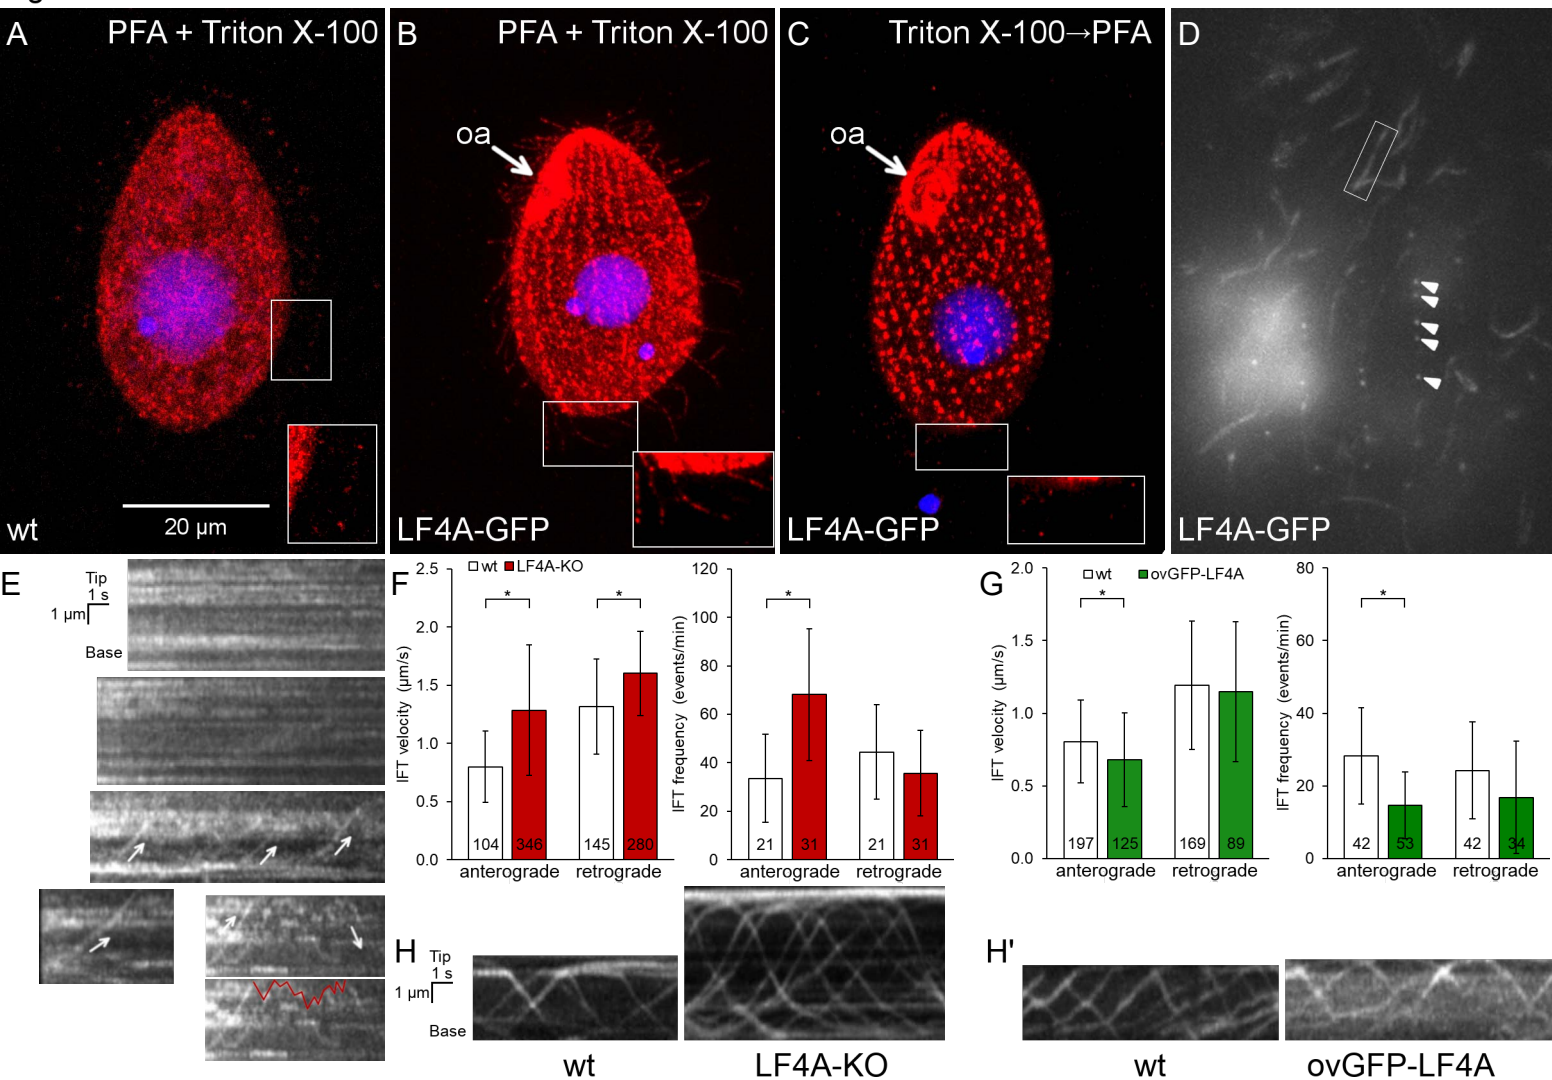 A
PFA + Triton X-100
wt
20 µm
B
PFA + Triton X-100
oa
LF4A-GFP
C
Triton X-100→PFA
oa
LF4A-GFP
D
LF4A-GFP
E
Tip
1 s
1 µm
Base
F
wt LF4A-KO
IFT velocity (µm/s)
2.5
2.0
1.5
1.0
0.5
0.0
* *
104 346 145 280
anterograde retrograde
IFT frequency (events/min)
120
100
80
60
40
20
0
*
21 31 21 31
anterograde retrograde
G
wt ovGFP-LF4A
IFT velocity (µm/s)
2.0
1.5
1.0
0.5
0.0
*
197 125 169 89
anterograde retrograde
IFT frequency (events/min)
80
60
40
20
0
*
42 53 42 34
anterograde retrograde
H
Tip
1 s
1 µm
Base
wt
LF4A-KO
H'
wt
ovGFP-LF4A